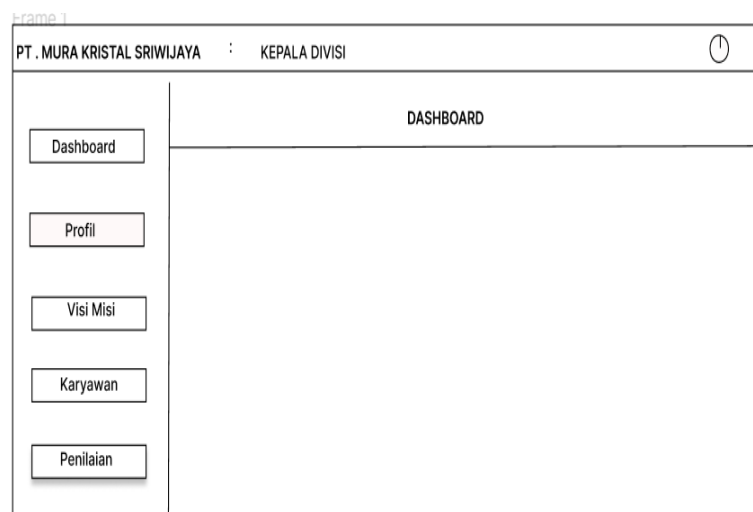 Frame 1
PT . MURA KRISTAL SRIWIJAYA : KEPALA DIVISI
DASHBOARD
Dashboard
Profil
Visi Misi
Karyawan
Penilaian